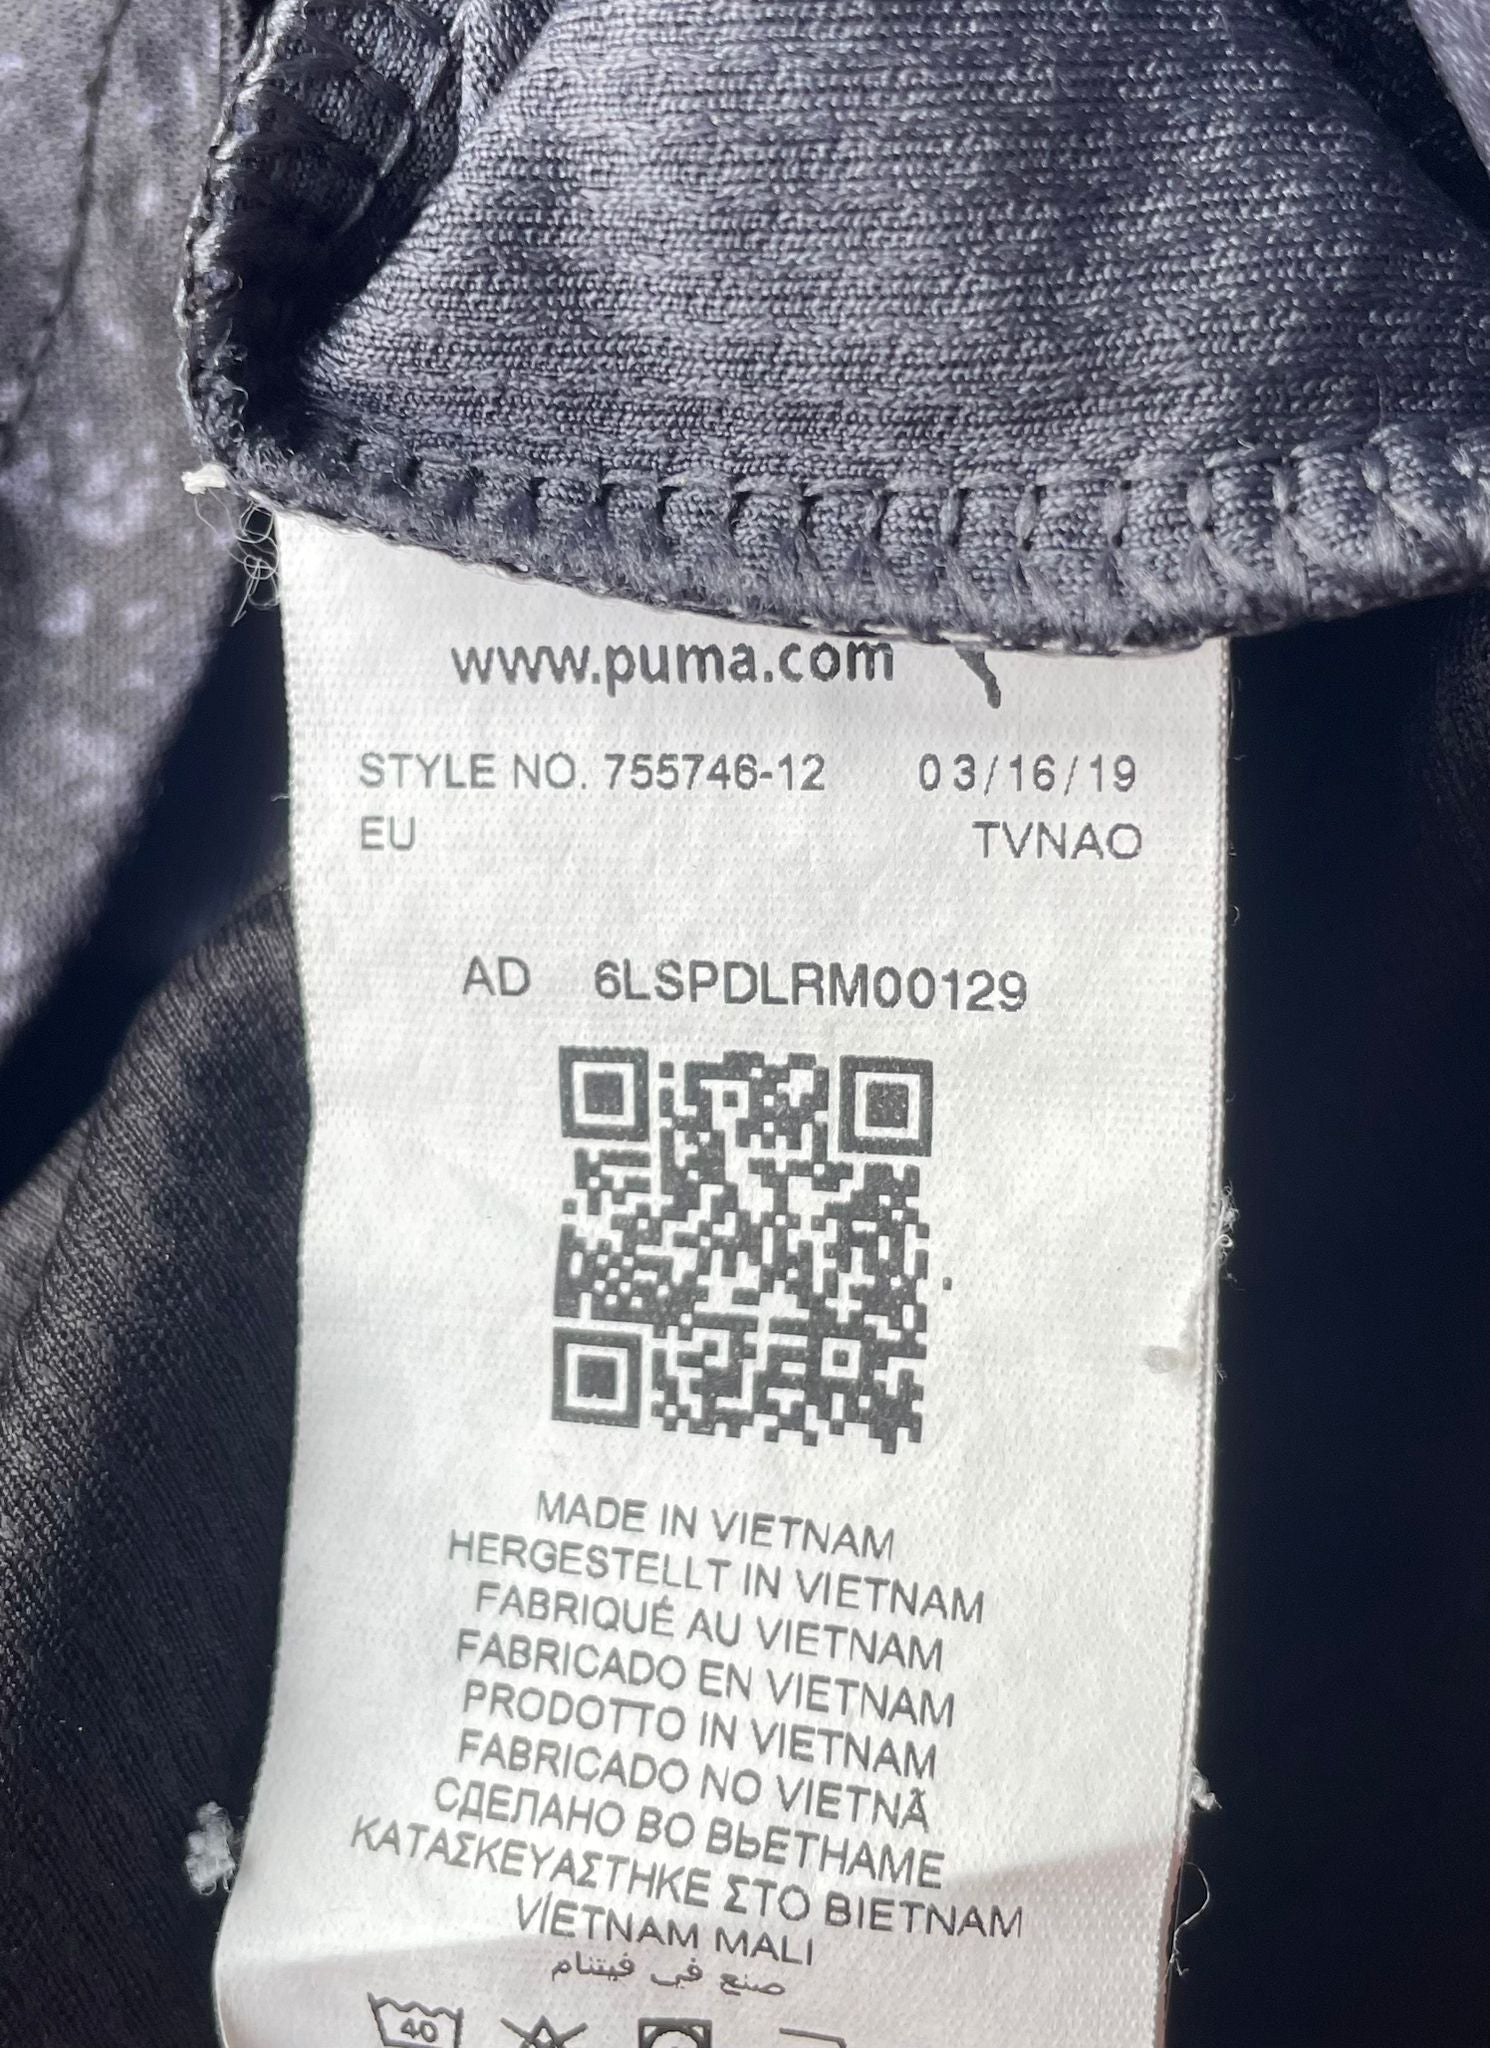 www.puma.com
STYLE NO. 755746-12 03/16/19
EU TVNAO
AD 6LSPDLRM00129
MADE IN VIETNAM
HERGESTELLT IN VIETNAM
FABRIQUÉ AU VIETNAM
FABRICADO EN VIETNAM
PRODOTTO IN VIETNAM
FABRICADO NO VIETNÃ
СДЕЛАНО ВО ВЬЕТНАМЕ
ΚΑΤΑΣΚΕΥΑΣΤΗΚΕ ΣΤΟ ΒΙΕΤΝΑΜ
VİETNAM MALI
صنع في فيتنام
40